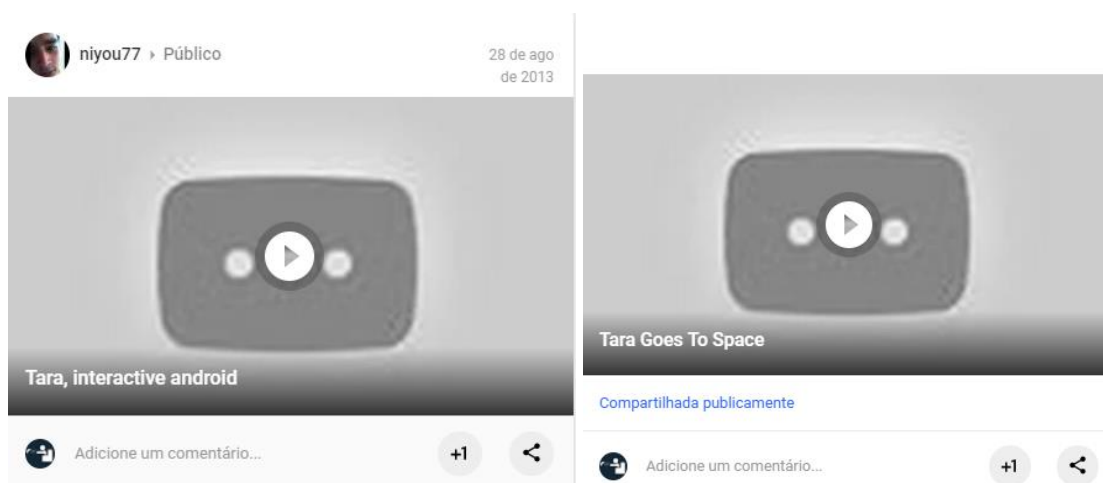 niyou77 ▸ Público
28 de ago
de 2013
Tara, interactive android
Adicione um comentário...
+1
Tara Goes To Space
Compartilhada publicamente
Adicione um comentário...
+1